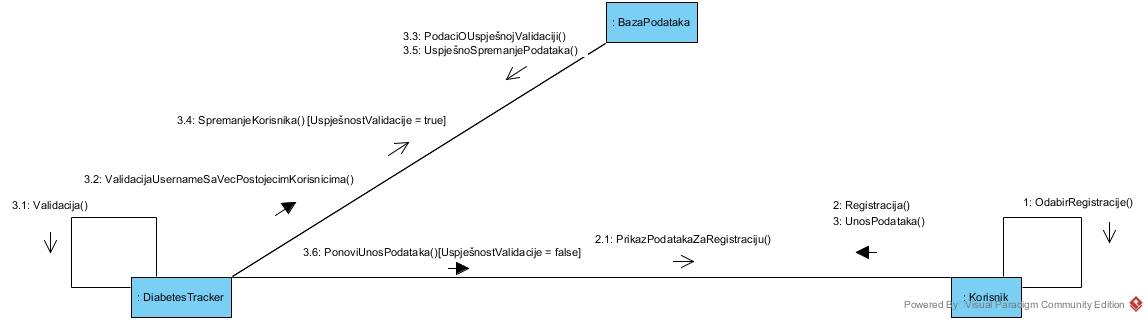 : BazaPodataka
3.3: PodaciOUspješnojValidaciji()
3.5: UspješnoSpremanjePodataka()
3.4: SpremanjeKorisnika() [UspješnostValidacije = true]
3.2: ValidacijaUsernameSaVecPostojecimKorisnicima()
3.1: Validacija()
2: Registracija()
3: UnosPodataka()
1: OdabirRegistracije()
2.1: PrikazPodatakaZaRegistraciju()
3.6: PonoviUnosPodataka()[UspješnostValidacije = false]
: DiabetesTracker
: Korisnik
Powered By Visual Paradigm Community Edition